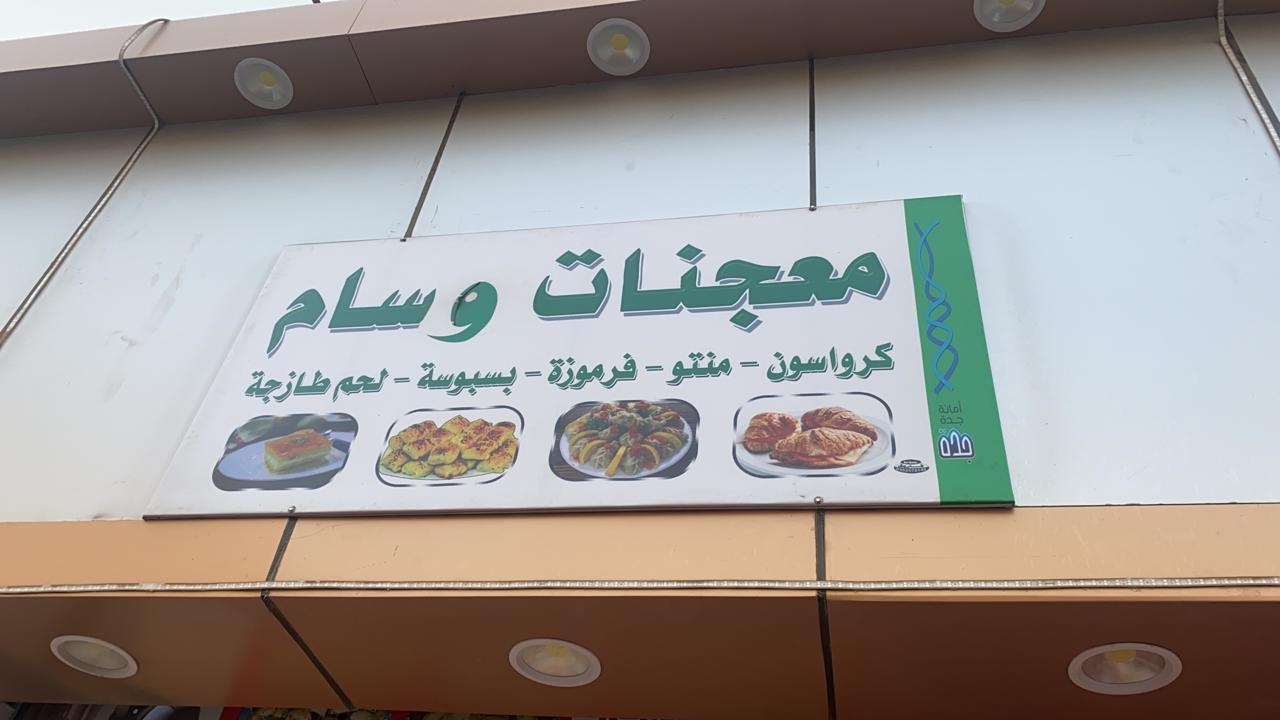 معجنات وسام
كرواسون - منتو - فرموزة - بسبوسة - لحم طازجة
أمانة
جدة
جدة